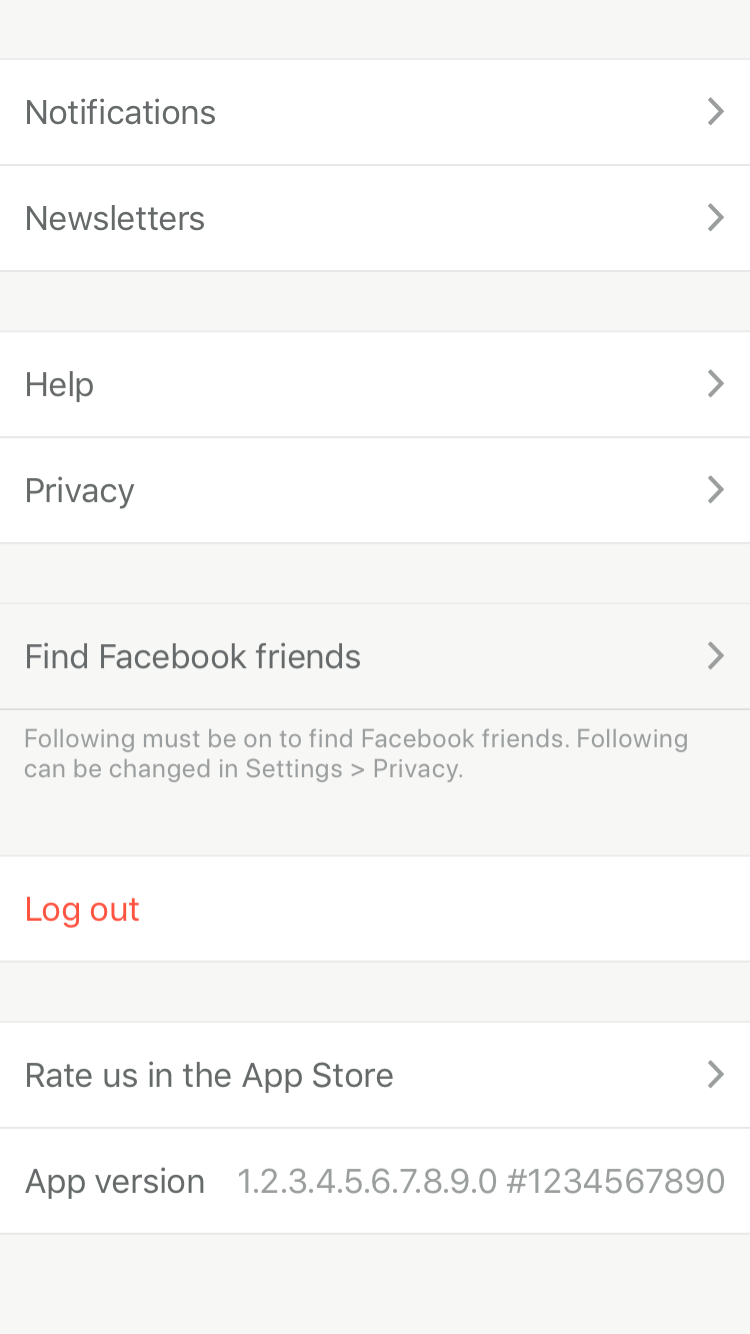 Notifications
Newsletters
Help
Privacy
Find Facebook friends
Following must be on to find Facebook friends. Following
can be changed in Settings > Privacy.
Log out
Rate us in the App Store
App version 1.2.3.4.5.6.7.8.9.0 #1234567890